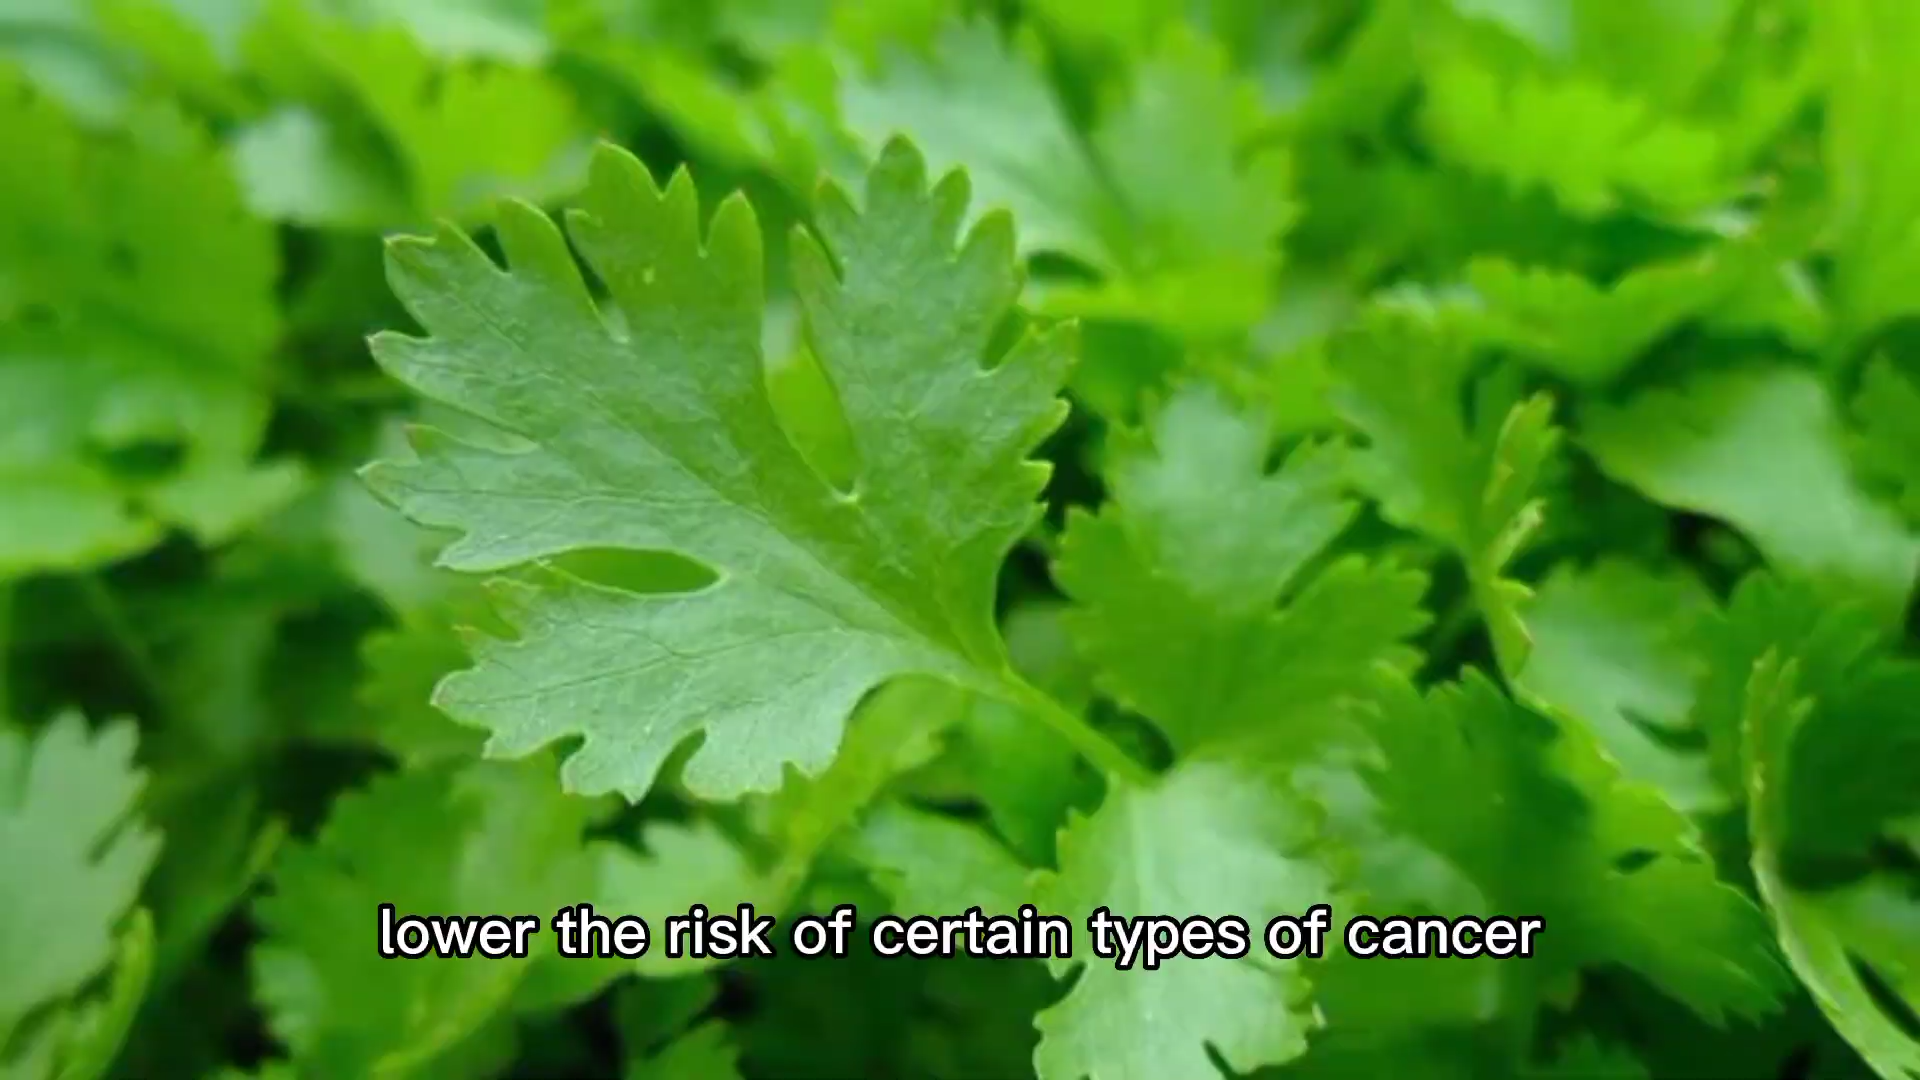 lower the risk of certain types of cancer